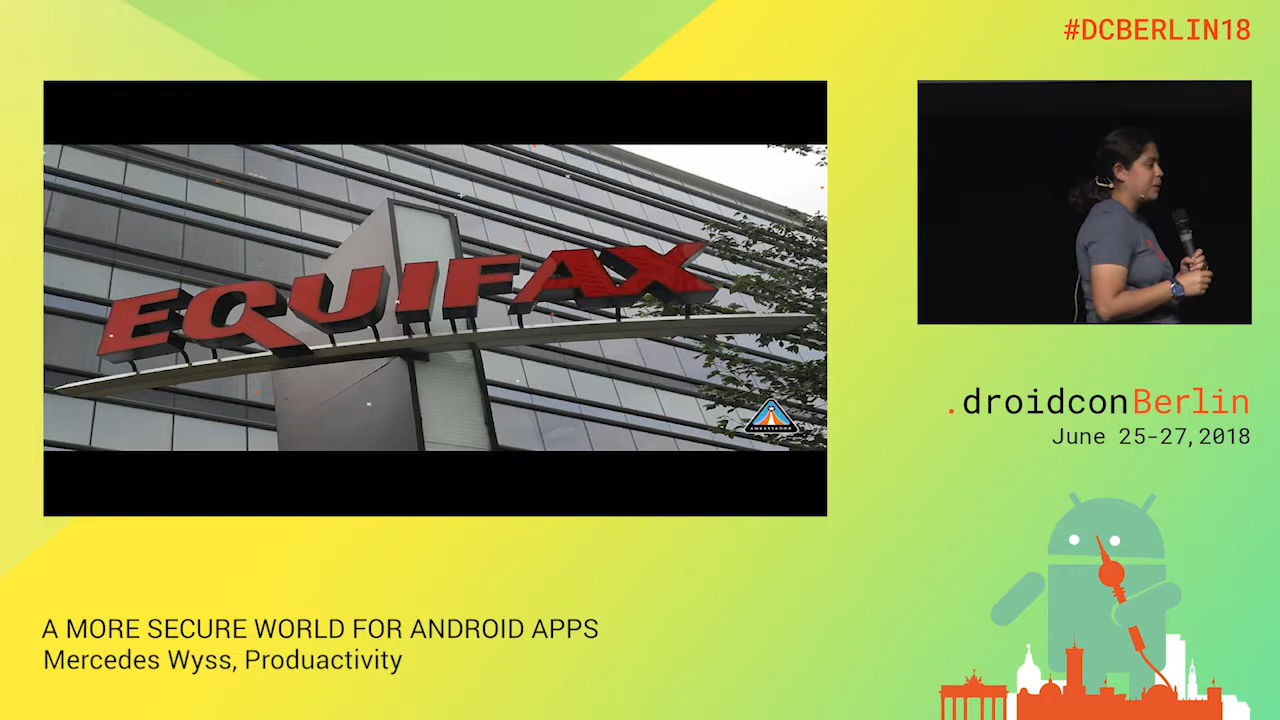 #DCBERLIN18
EQUIFAX
.droidconBerlin
June 25-27, 2018
A MORE SECURE WORLD FOR ANDROID APPS
Mercedes Wyss, Produactivity